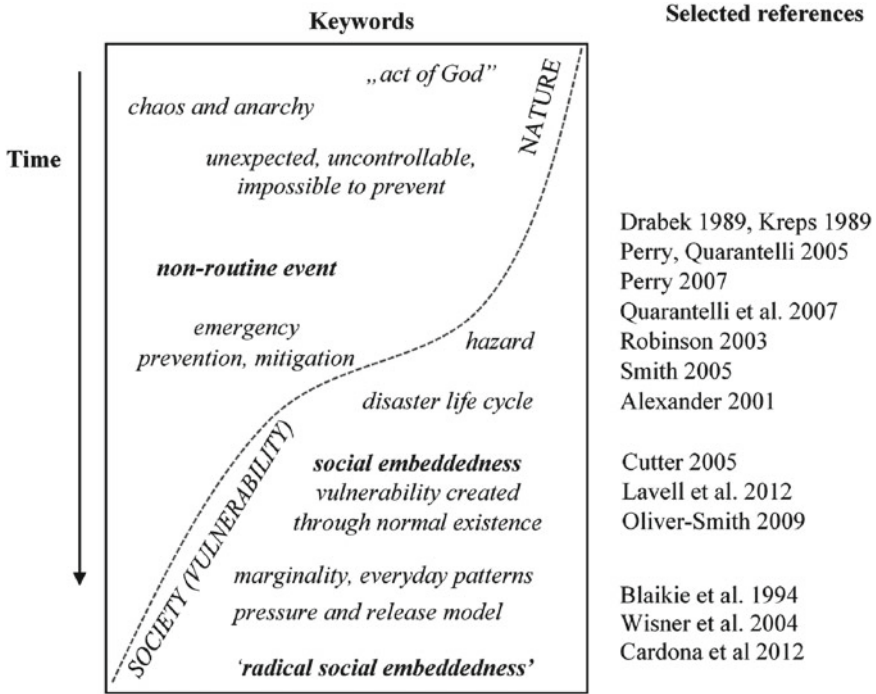 Keywords
Selected references
„act of God”
chaos and anarchy
NATURE
Time
unexpected, uncontrollable,
impossible to prevent
Drabek 1989, Kreps 1989
Perry, Quarantelli 2005
non-routine event
Perry 2007
Quarantelli et al. 2007
emergency
prevention, mitigation
hazard
Robinson 2003
Smith 2005
disaster life cycle
Alexander 2001
SOCIETY (VULNERABILITY)
social embeddedness
vulnerability created
through normal existence
Cutter 2005
Lavell et al. 2012
Oliver-Smith 2009
marginality, everyday patterns
pressure and release model
'radical social embeddedness'
Blaikie et al. 1994
Wisner et al. 2004
Cardona et al 2012